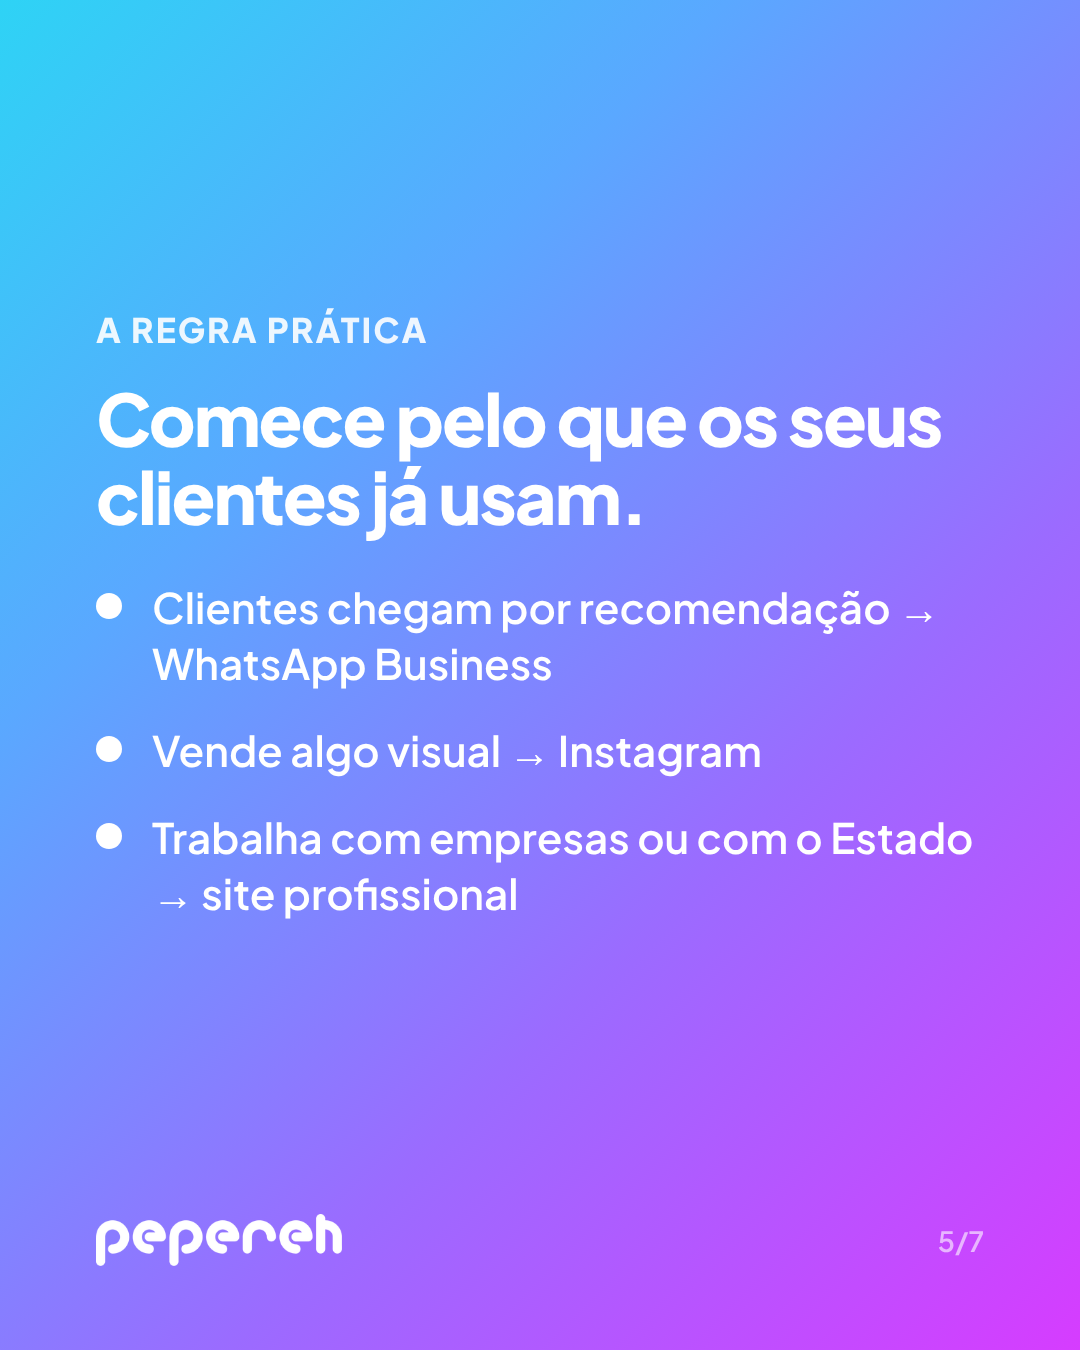 A REGRA PRÁTICA
Comece pelo que os seus
clientes já usam.
Clientes chegam por recomendação →
WhatsApp Business
Vende algo visual → Instagram
Trabalha com empresas ou com o Estado
→ site profissional
pepereh
5/7